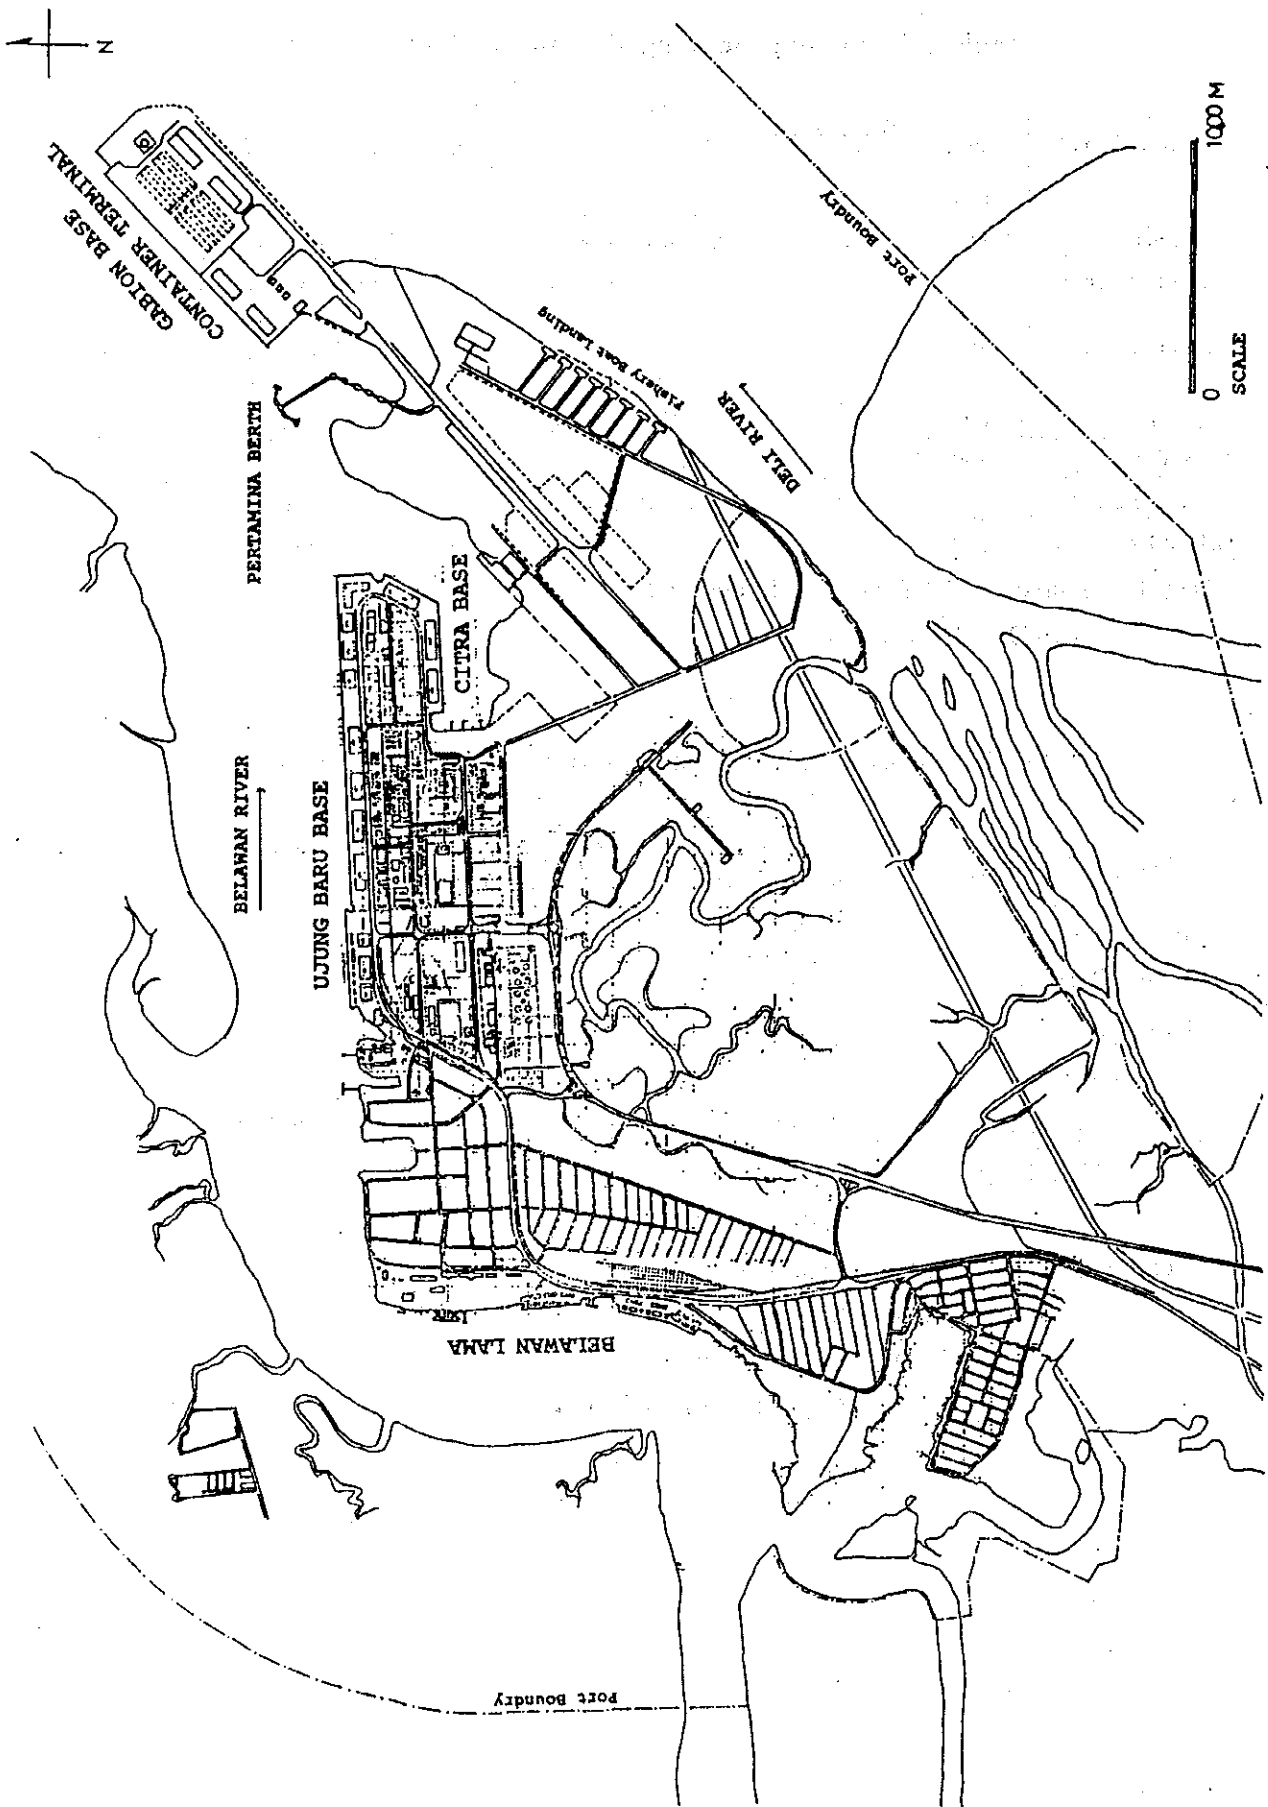 N
GABION BASE
CONTAINER TERMINAL
PERTAMINA BERTH
Fishery Boat Landing
Port Boundry
DELI RIVER
CITRA BASE
UJUNG BARU BASE
BELAWAN RIVER
BELAWAN LAMA
Port Boundry
0
1000 M
SCALE